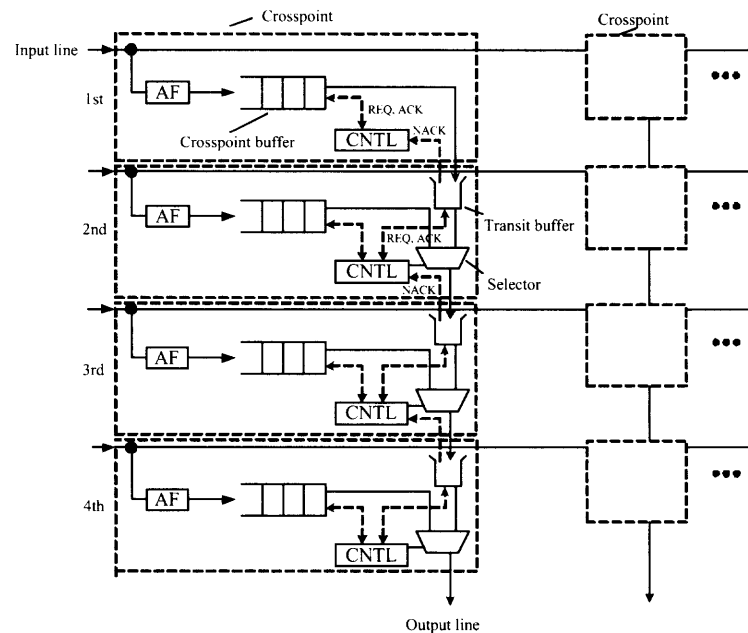 Crosspoint
Crosspoint
Input line
1st
AF
REQ. ACK
Crosspoint buffer
CNTL
NACK
•••
2nd
AF
Transit buffer
REQ. ACK
CNTL
Selector
NACK
•••
3rd
AF
CNTL
•••
4th
AF
CNTL
•••
Output line